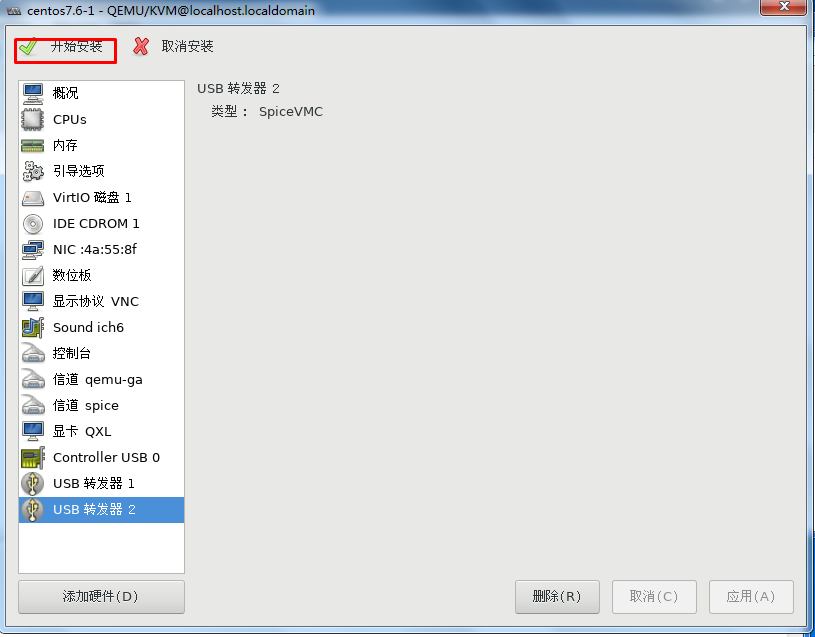 centos7.6-1 - QEMU/KVM@localhost.localdomain
开始安装 取消安装
概况
CPUs
内存
引导选项
VirtIO 磁盘 1
IDE CDROM 1
NIC :4a:55:8f
数位板
显示协议 VNC
Sound ich6
控制台
信道 qemu-ga
信道 spice
显卡 QXL
Controller USB 0
USB 转发器 1
USB 转发器 2
USB 转发器 2
类型： SpiceVMC
添加硬件(D)
删除(R) 取消(C) 应用(A)